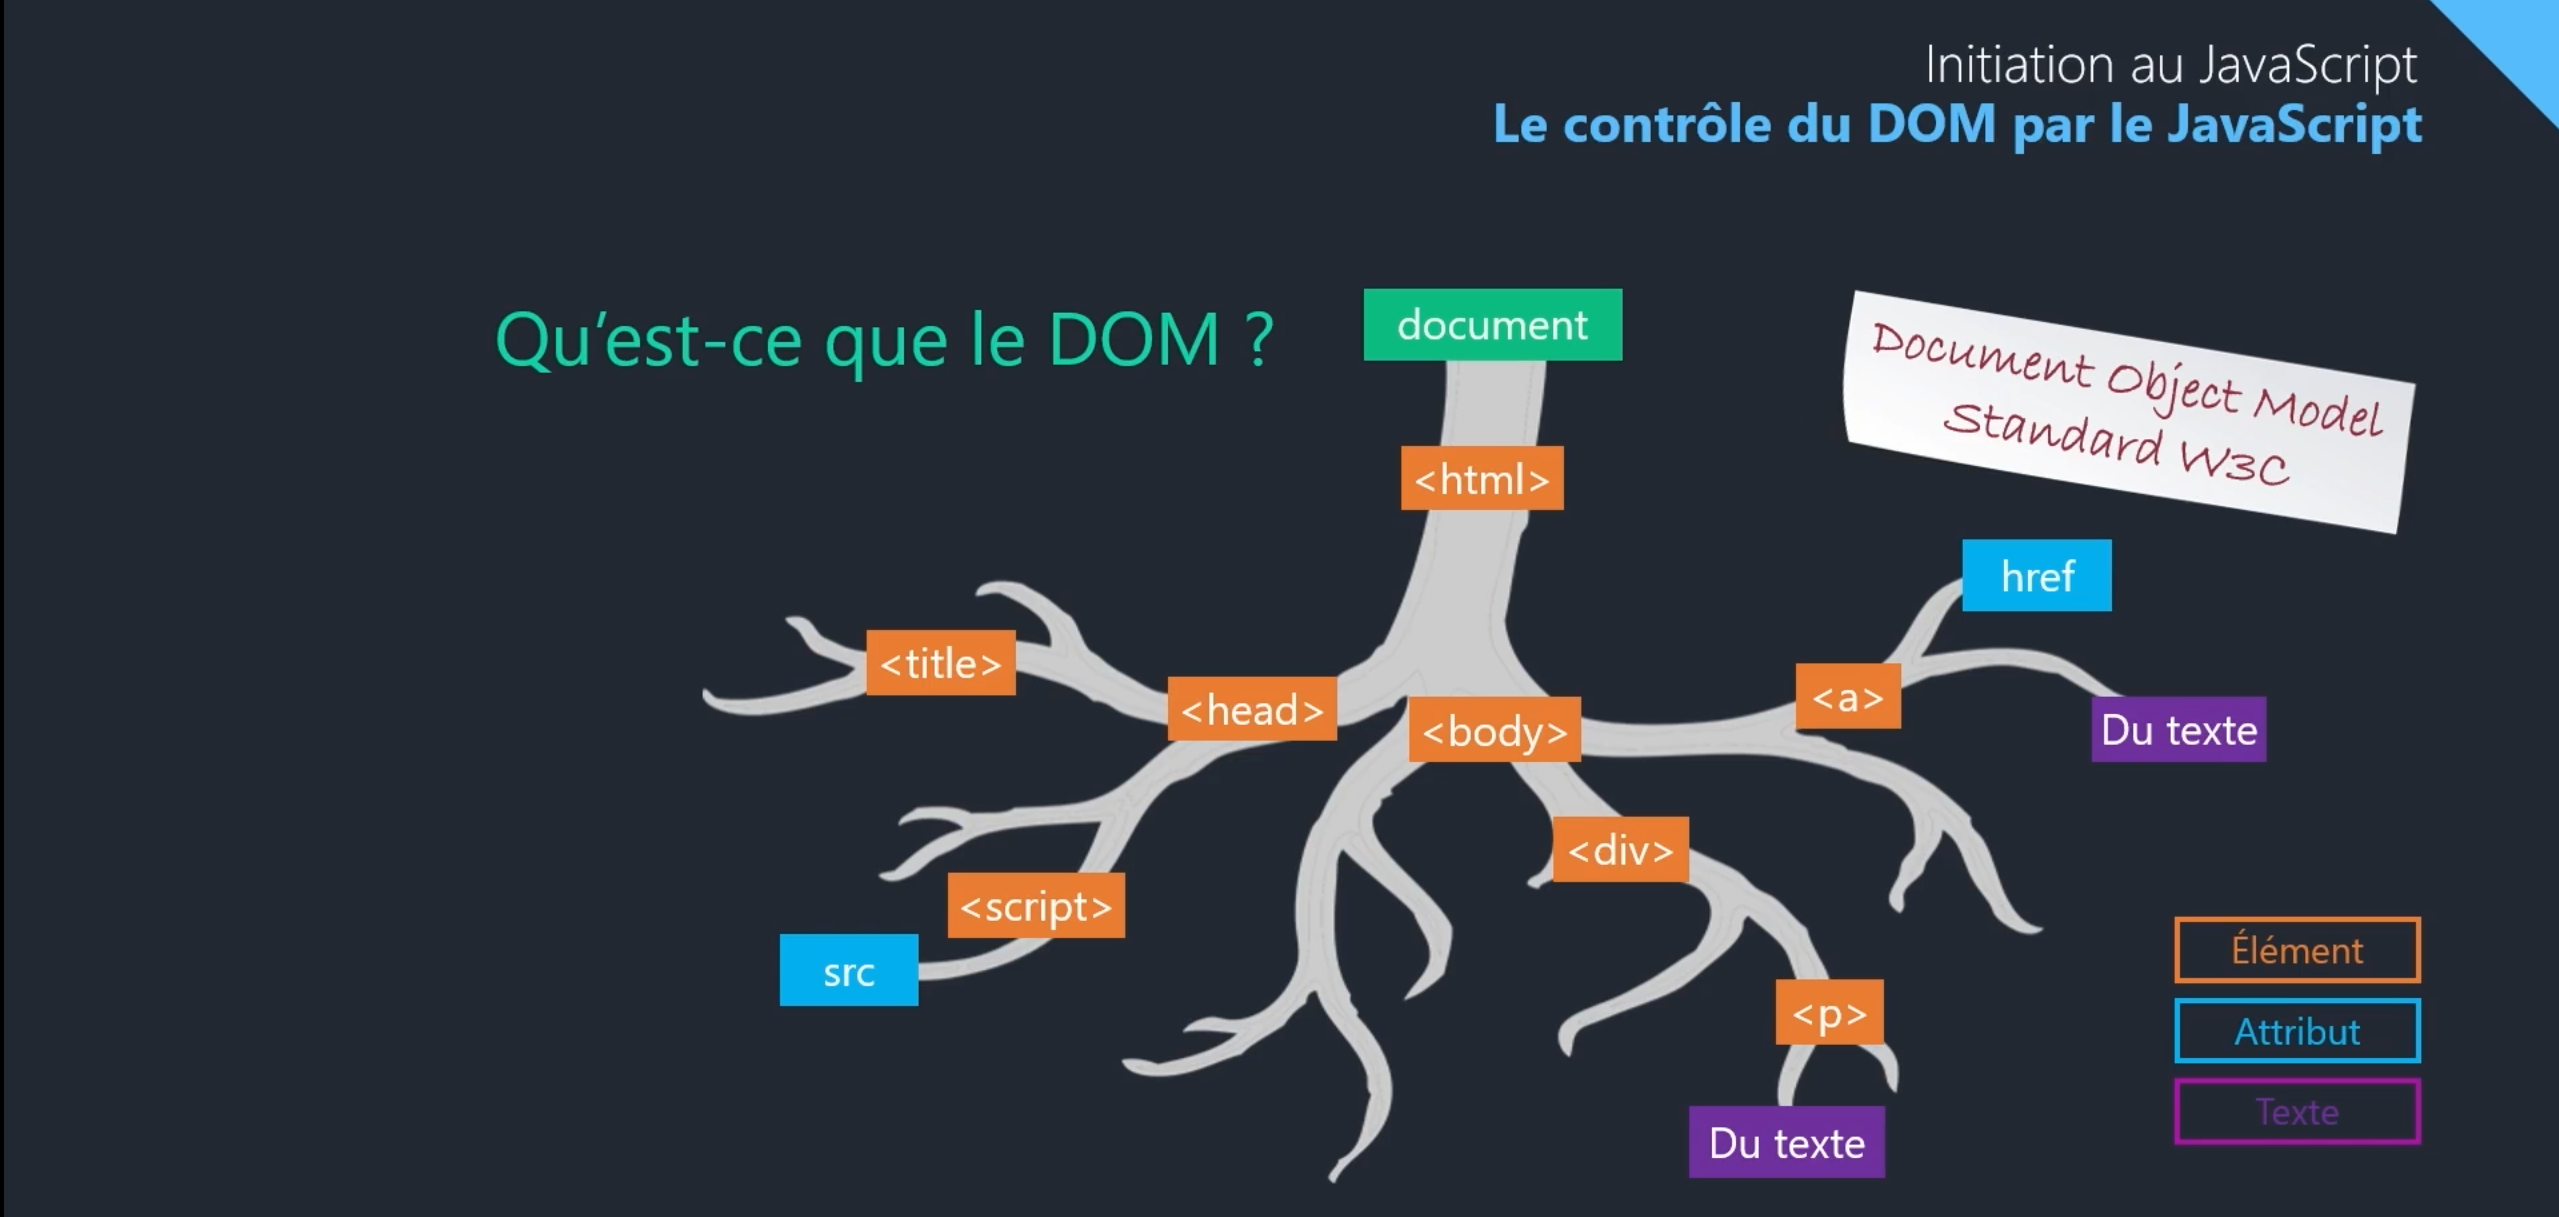 Initiation au JavaScript
Le contrôle du DOM par le JavaScript
Qu'est-ce que le DOM ?
document
Document Object Model
Standard W3C
<html>
href
<title>
<head>
<body>
<a>
Du texte
<div>
<script>
src
<p>
Du texte
Élément
Attribut
Texte